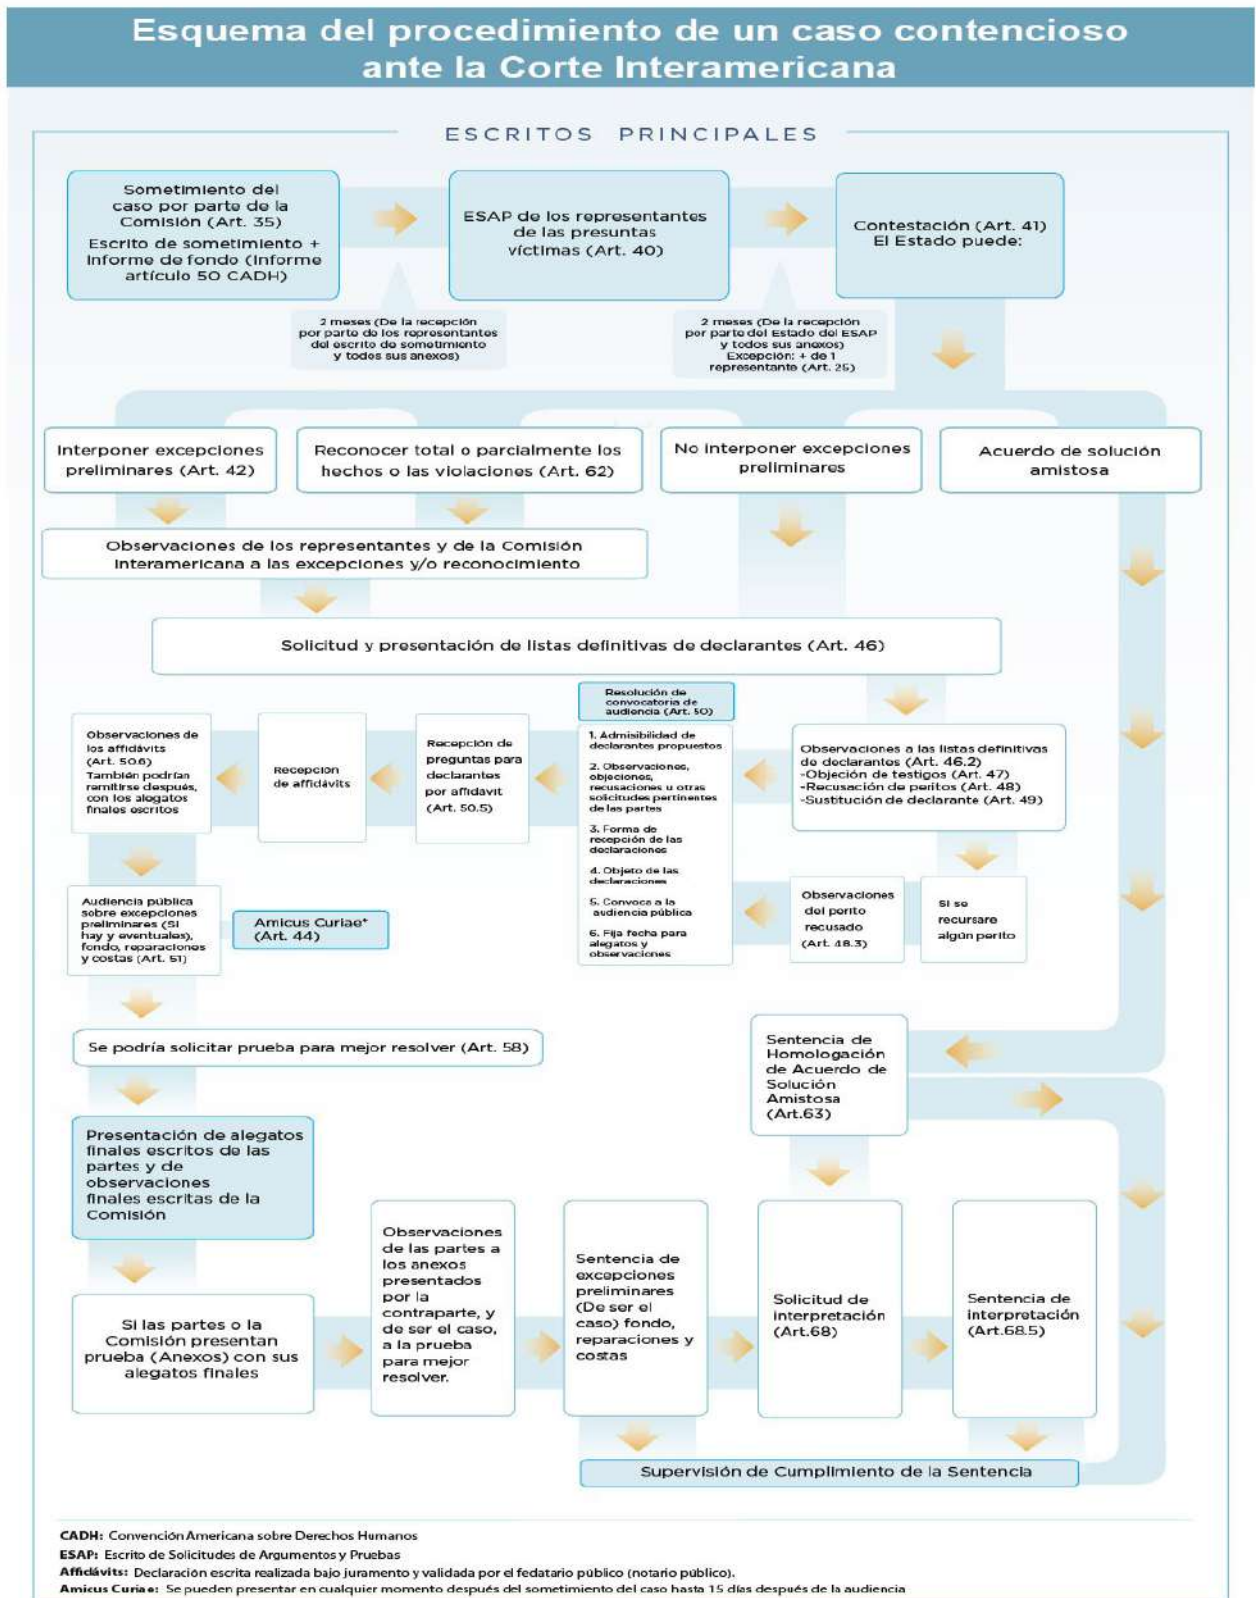 Esquema del procedimiento de un caso contencioso
ante la Corte Interamericana
ESCRITOS PRINCIPALES
Sometimiento del
caso por parte de la
Comisión (Art. 35)
Escrito de sometimiento +
Informe de fondo (Informe
artículo 50 CADH)
ESAP de los representantes
de las presuntas
víctimas (Art. 40)
Contestación (Art. 41)
El Estado puede:
2 meses (De la recepción
por parte de los representantes
del escrito de sometimiento
y todos sus anexos)
2 meses (De la recepción
por parte del Estado del ESAP
y todos sus anexos)
Excepción: + de 1
representante (Art. 25)
Interponer excepciones
preliminares (Art. 42)
Reconocer total o parcialmente los
hechos o las violaciones (Art. 62)
No interponer excepciones
preliminares
Acuerdo de solución
amistosa
Observaciones de los representantes y de la Comisión
Interamericana a las excepciones y/o reconocimiento
Solicitud y presentación de listas definitivas de declarantes (Art. 46)
Observaciones a las listas definitivas
de declarantes (Art. 46.2)
-Objeción de testigos (Art. 47)
-Recusación de peritos (Art. 48)
-Sustitución de declarante (Art. 49)
Si se
recursare
algún perito
Observaciones
del perito
recusado
(Art. 48.3)
Resolución de
convocatoria de
audiencia (Art. 50)
1. Admisibilidad de
declarantes propuestos
2. Observaciones,
objeciones,
recusaciones u otras
solicitudes pertinentes
de las partes
3. Forma de
recepción de las
declaraciones
4. Objeto de las
declaraciones
5. Convoca a la
audiencia pública
6. Fija fecha para
alegatos y
observaciones
Recepción de
preguntas para
declarantes
por affidavit
(Art. 50.5)
Recepción
de affidávits
Observaciones de
los affidávits
(Art. 50.6)
También podrían
remitirse después,
con los alegatos
finales escritos
Audiencia pública
sobre excepciones
preliminares (Si
hay y eventuales),
fondo, reparaciones
y costas (Art. 51)
Amicus Curiae*
(Art. 44)
Se podría solicitar prueba para mejor resolver (Art. 58)
Presentación de alegatos
finales escritos de las
partes y de
observaciones
finales escritas de la
Comisión
Si las partes o la
Comisión presentan
prueba (Anexos) con sus
alegatos finales
Observaciones
de las partes a
los anexos
presentados
por la
contraparte, y
de ser el caso,
a la prueba
para mejor
resolver.
Sentencia de
excepciones
preliminares
(De ser el
caso) fondo,
reparaciones y
costas
Sentencia de
Homologación
de Acuerdo de
Solución
Amistosa
(Art.63)
Solicitud de
interpretación
(Art.68)
Sentencia de
interpretación
(Art.68.5)
Supervisión de Cumplimiento de la Sentencia
CADH: Convención Americana sobre Derechos Humanos
ESAP: Escrito de Solicitudes de Argumentos y Pruebas
Affidávits: Declaración escrita realizada bajo juramento y validada por el fedatario público (notario público).
Amicus Curiae: Se pueden presentar en cualquier momento después del sometimiento del caso hasta 15 días después de la audiencia